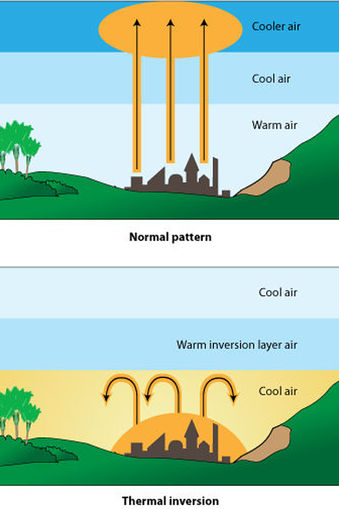 Cooler air
Cool air
Warm air
Normal pattern
Cool air
Warm inversion layer air
Cool air
Thermal inversion